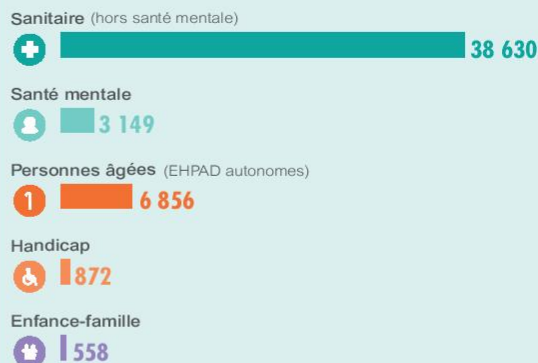 Sanitaire (hors santé mentale)
38 630
Santé mentale
3 149
Personnes âgées (EHPAD autonomes)
6 856
Handicap
872
Enfance-famille
558